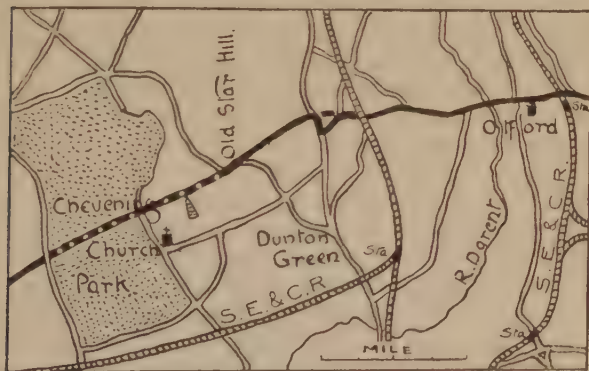 Old Star Hill.
Otford
Sta
Chevening
Church
Park
Dunton
Green
Sta
R. Darent
S. E. & C. R.
S. E. & C. R
Sta
MILE